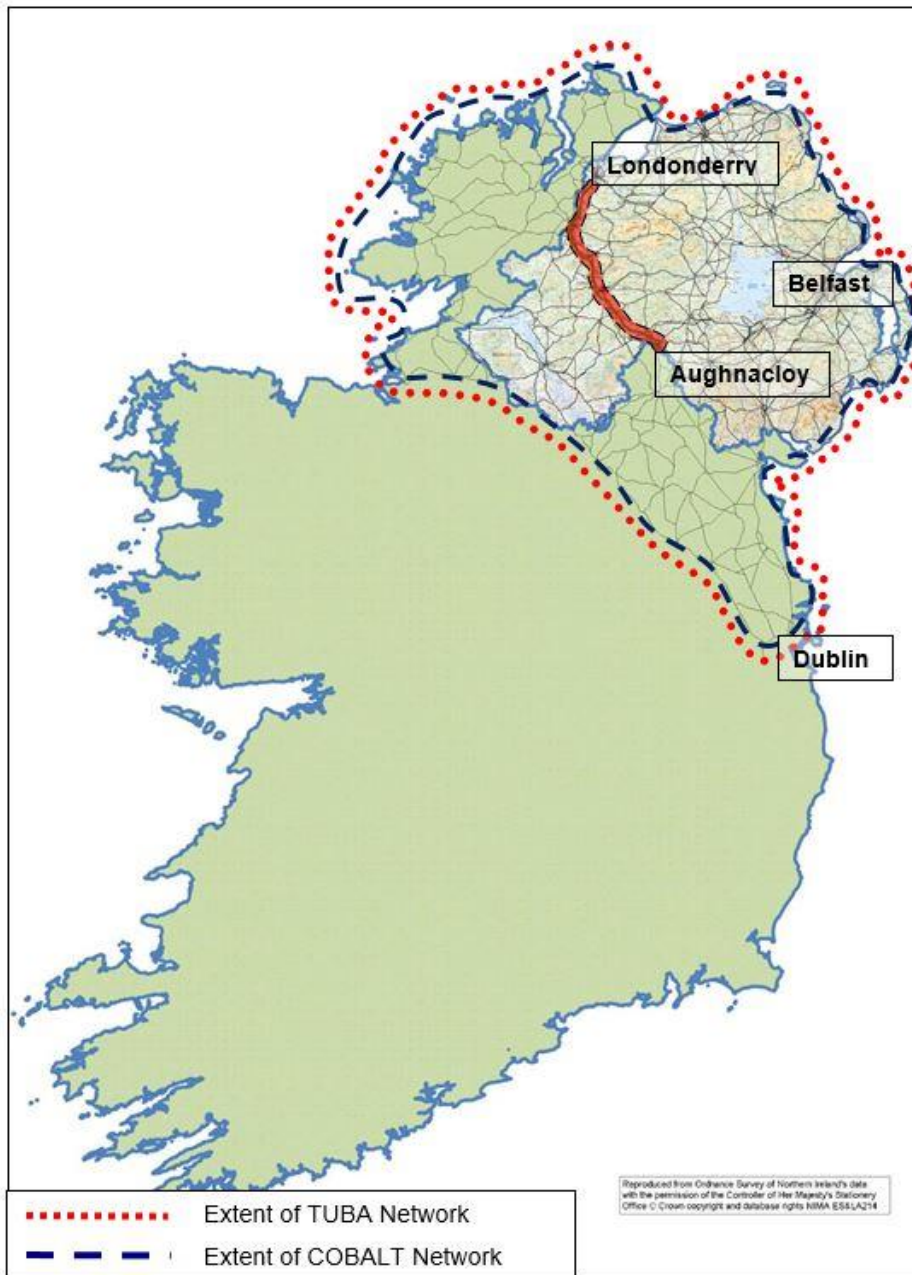 Londonderry
Belfast
Aughnacloy
Dublin
Reproduced from Ordnance Survey of Northern Ireland's data
with the permission of the Controller of Her Majesty's Stationery
Office © Crown copyright and database rights NIMA ES&LA214
Extent of TUBA Network
Extent of COBALT Network